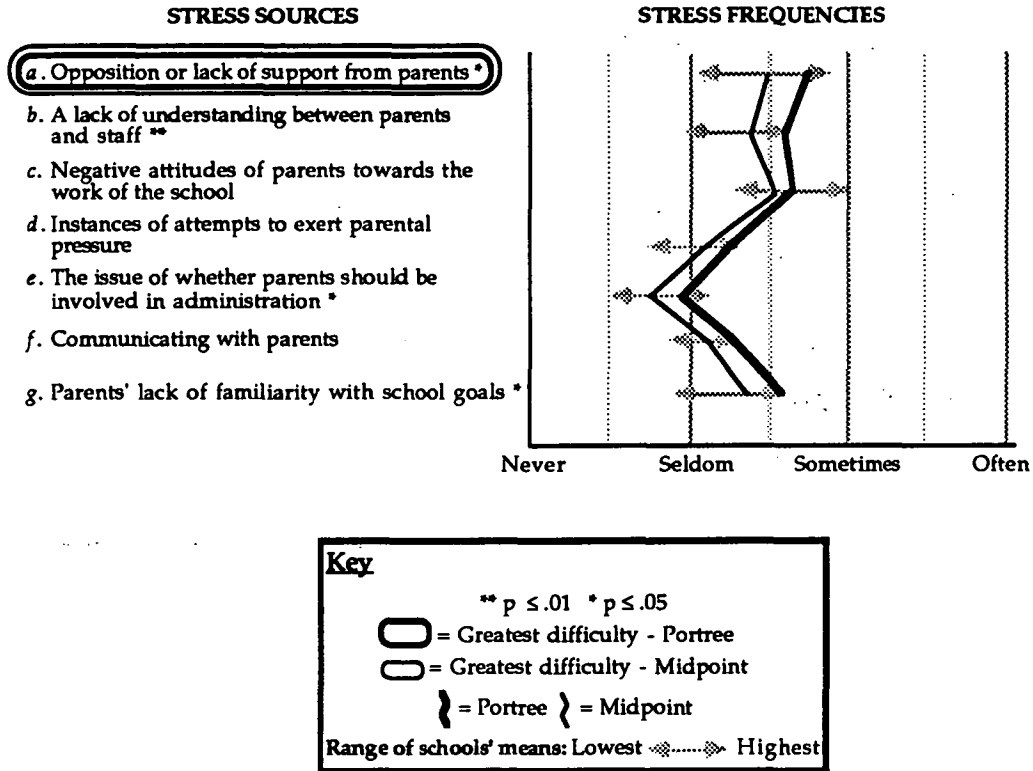 STRESS SOURCES
STRESS FREQUENCIES
a. Opposition or lack of support from parents *
b. A lack of understanding between parents
and staff **
c. Negative attitudes of parents towards the
work of the school
d. Instances of attempts to exert parental
pressure
e. The issue of whether parents should be
involved in administration *
f. Communicating with parents
g. Parents' lack of familiarity with school goals *
Never Seldom Sometimes Often
Key
** p ≤ .01 * p ≤ .05
= Greatest difficulty - Portree
= Greatest difficulty - Midpoint
= Portree = Midpoint
Range of schools' means: Lowest Highest